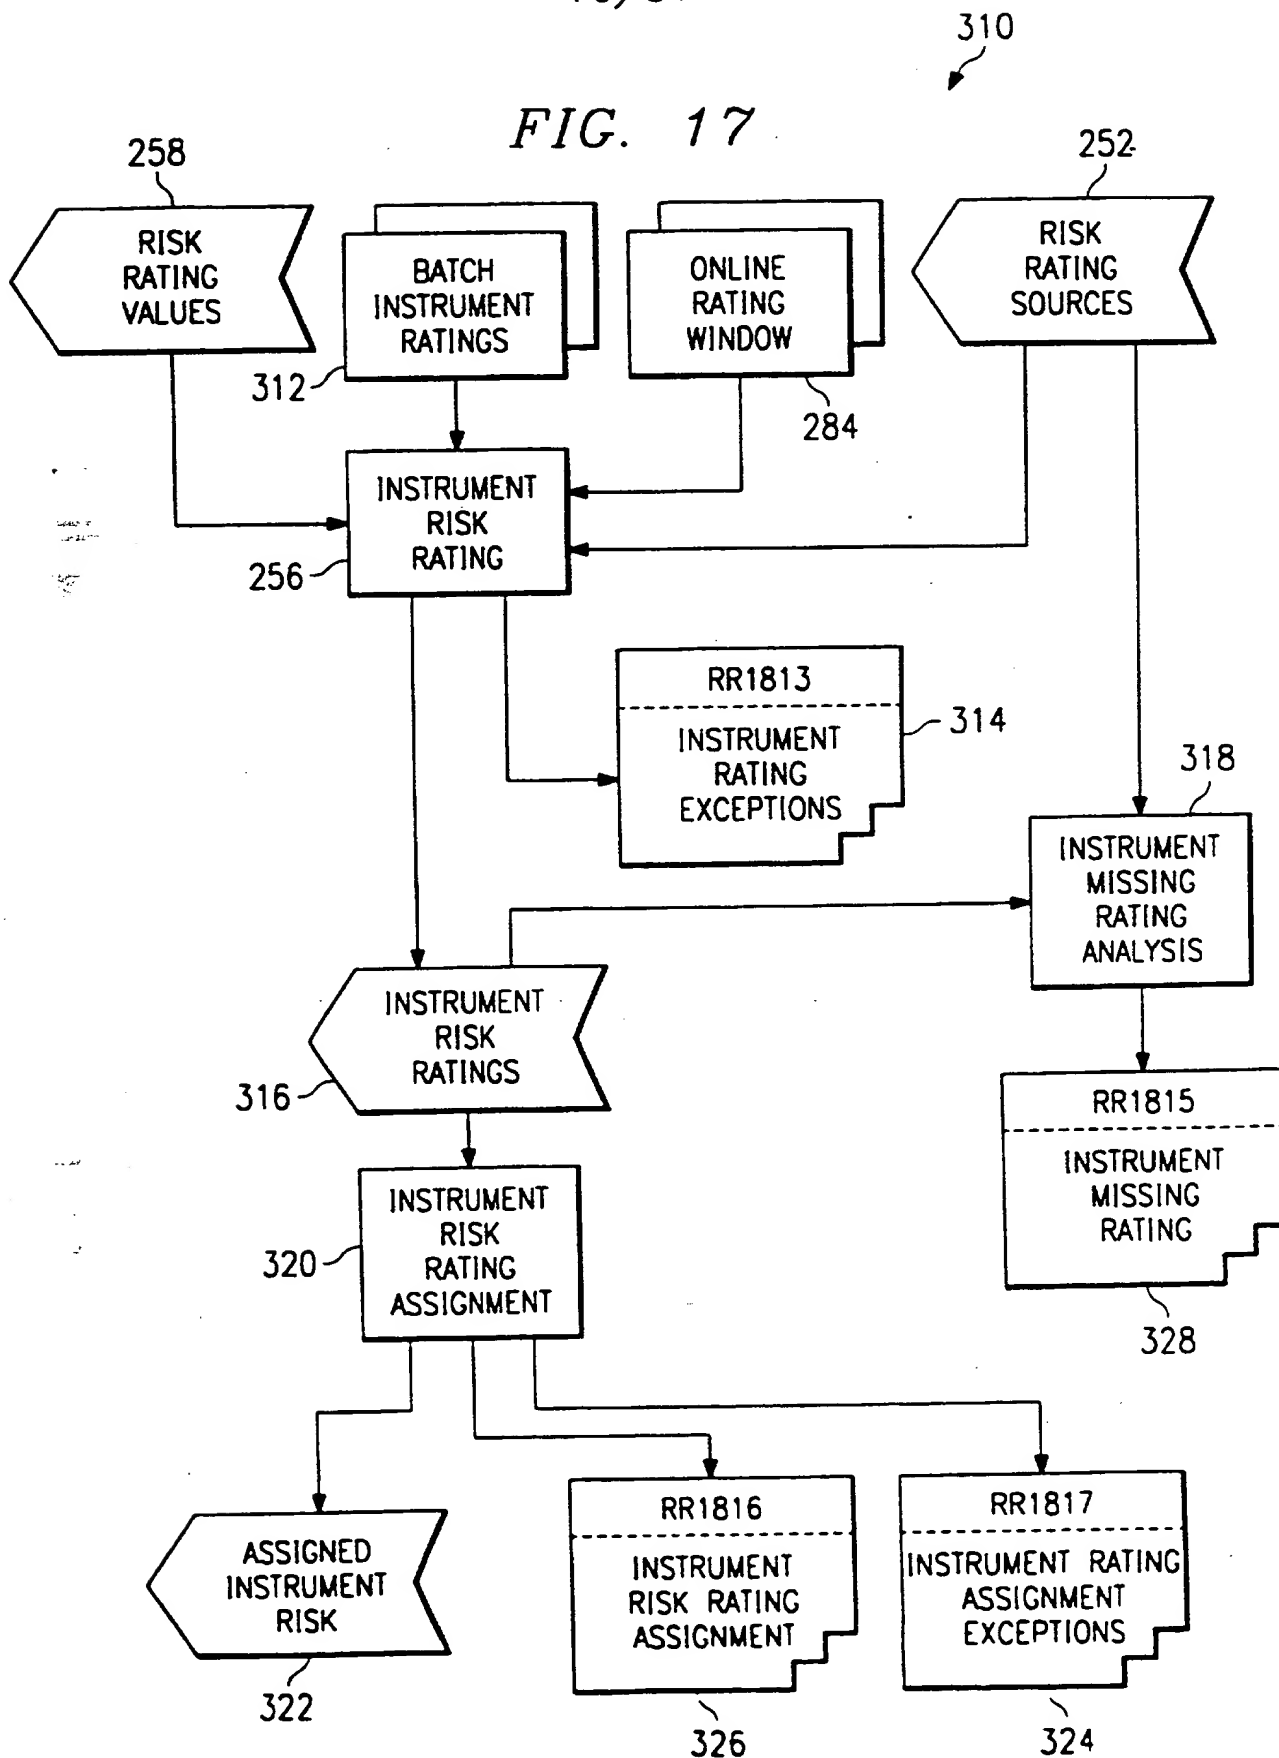 310
FIG. 17
258
252
RISK
RATING
VALUES
BATCH
INSTRUMENT
RATINGS
ONLINE
RATING
WINDOW
RISK
RATING
SOURCES
312
284
INSTRUMENT
RISK
RATING
256
RR1813
INSTRUMENT
RATING
EXCEPTIONS
314
318
INSTRUMENT
MISSING
RATING
ANALYSIS
INSTRUMENT
RISK
RATINGS
316
RR1815
INSTRUMENT
MISSING
RATING
328
INSTRUMENT
RISK
RATING
ASSIGNMENT
320
ASSIGNED
INSTRUMENT
RISK
322
RR1816
INSTRUMENT
RISK RATING
ASSIGNMENT
326
RR1817
INSTRUMENT RATING
ASSIGNMENT
EXCEPTIONS
324